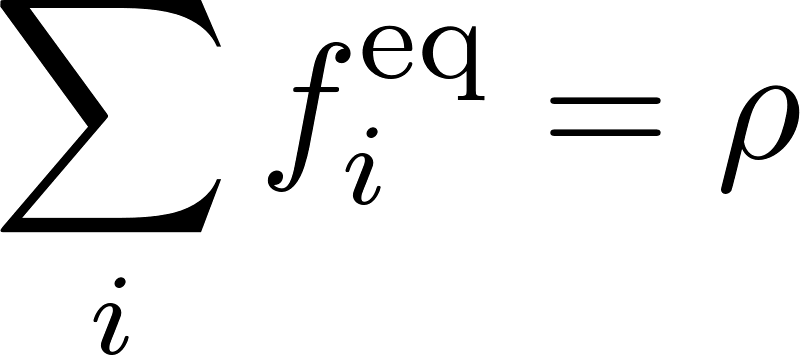 ∑_i f_i^eq = ρ